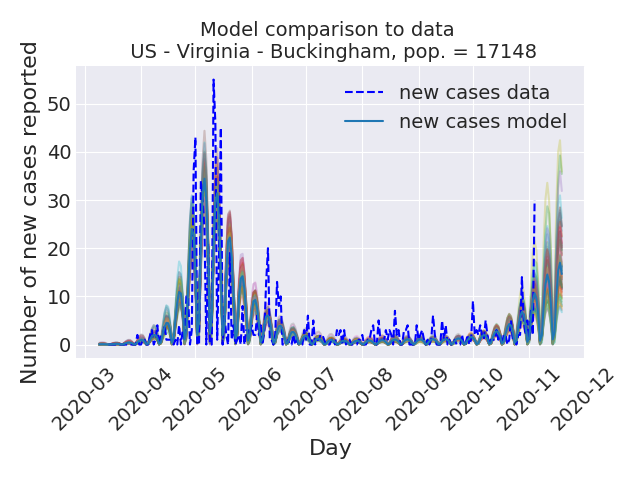 Model comparison to data
US - Virginia - Buckingham, pop. = 17148
Number of new cases reported
50
40
30
20
10
0
new cases data
new cases model
2020-03
2020-04
2020-05
2020-06
2020-07
2020-08
2020-09
2020-10
2020-11
2020-12
Day